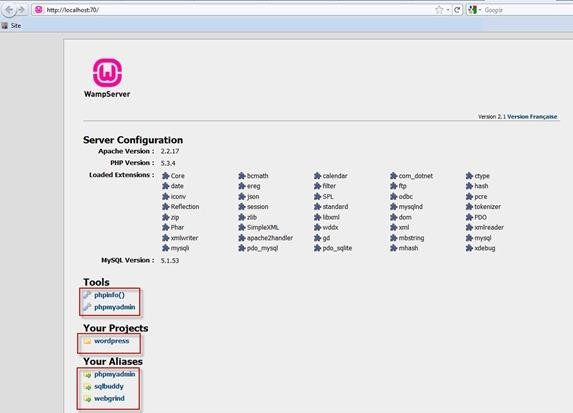 http://localhost:70/
Google
Site
WampServer
Version 2.1 Version Française
Server Configuration
Apache Version : 2.2.17
PHP Version : 5.3.4
Loaded Extensions : Core bcmath calendar com_dotnet ctype
date ereg filter ftp hash
iconv json SPL odbc pcre
Reflection session standard mysqlnd tokenizer
zip zlib libxml dom PDO
Phar SimpleXML wddx xml xmlreader
xmlwriter apache2handler gd mbstring mysql
mysqli pdo_mysql pdo_sqlite mhash xdebug
MySQL Version : 5.1.53
Tools
phpinfo()
phpmyadmin
Your Projects
wordpress
Your Aliases
phpmyadmin
sqlbuddy
webgrind